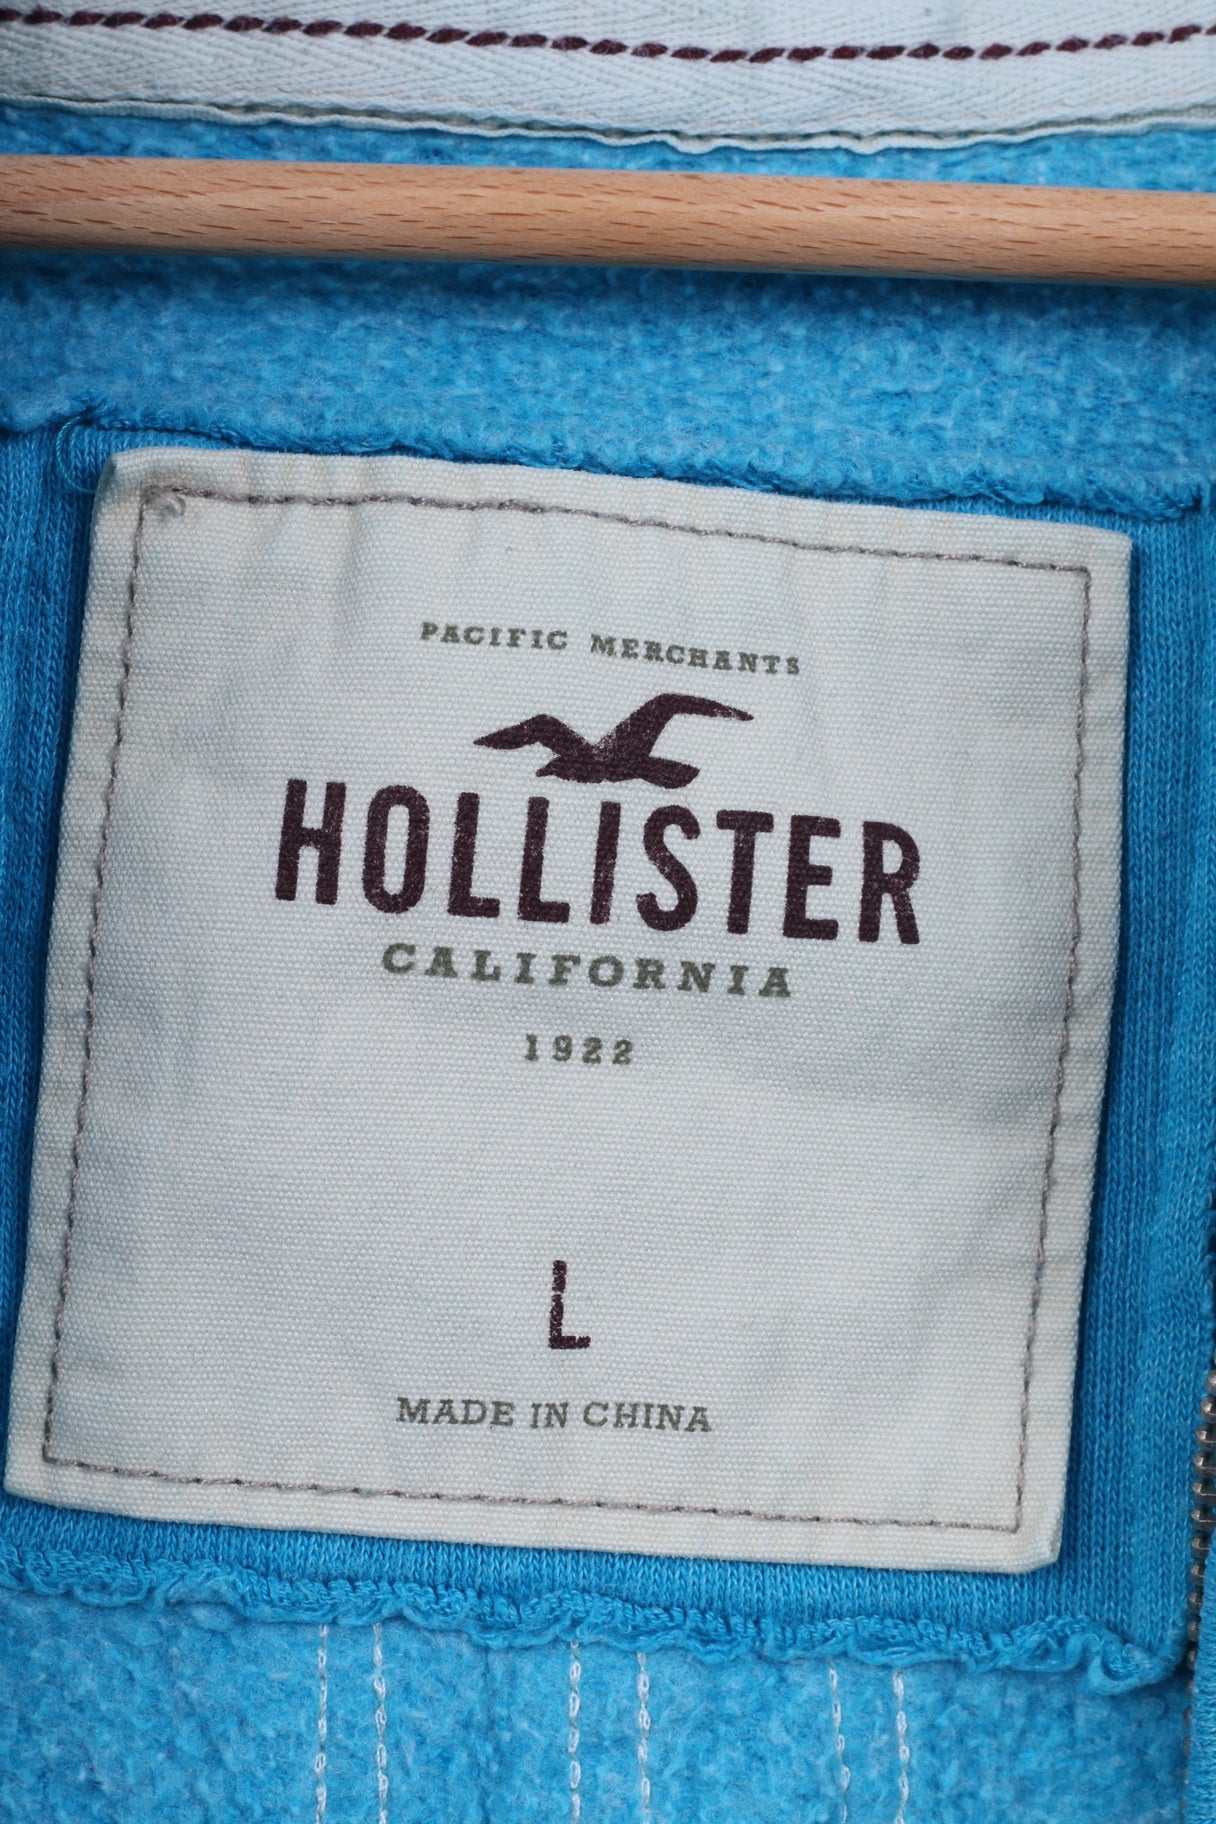 PACIFIC MERCHANTS
HOLLISTER
CALIFORNIA
1922
L
MADE IN CHINA